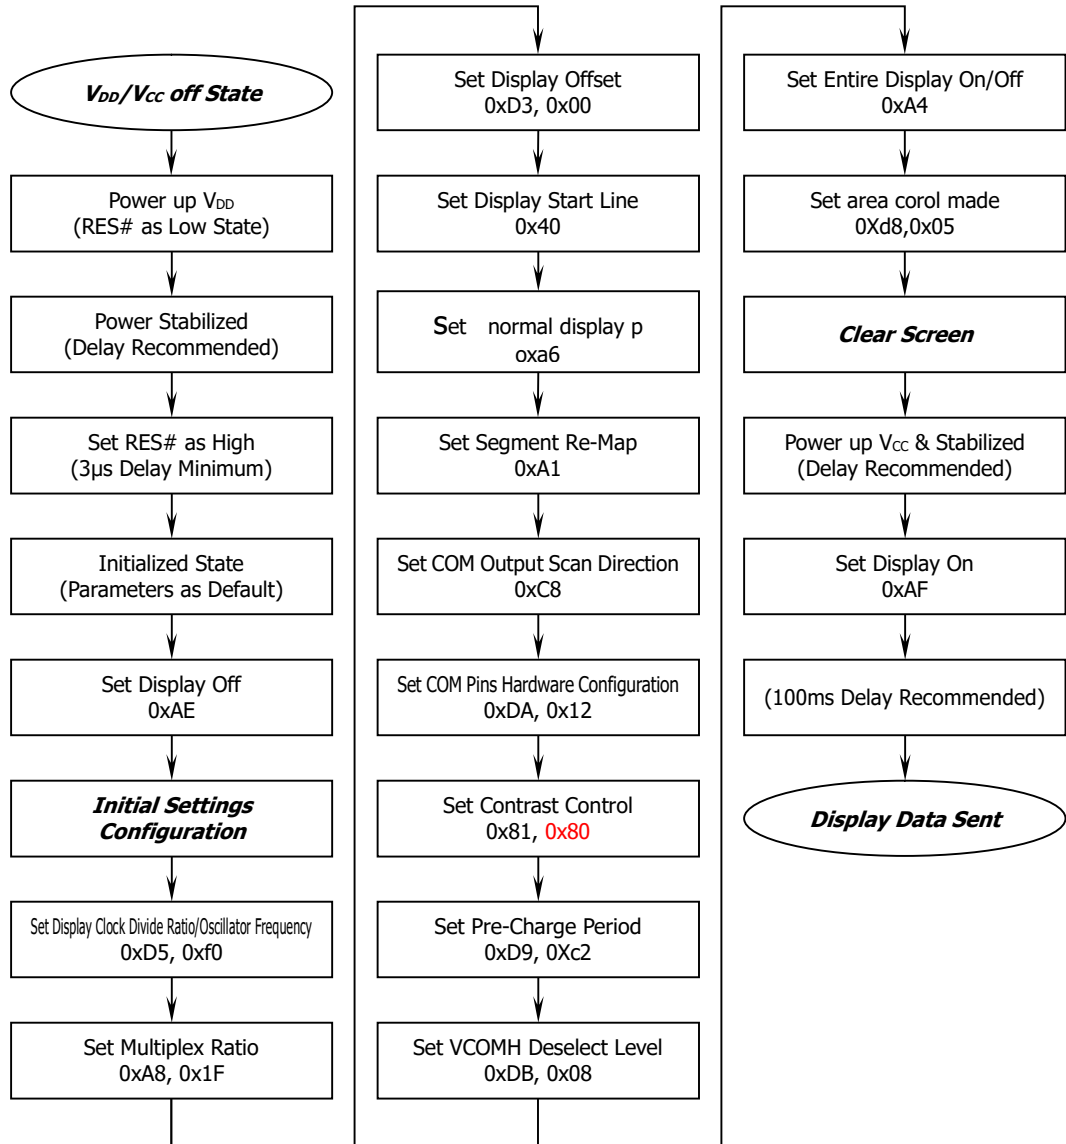 VDD/VCC off State
Power up VDD
(RES# as Low State)
Power Stabilized
(Delay Recommended)
Set RES# as High
(3μs Delay Minimum)
Initialized State
(Parameters as Default)
Set Display Off
0xAE
Initial Settings
Configuration
Set Display Clock Divide Ratio/Oscillator Frequency
0xD5, 0xf0
Set Multiplex Ratio
0xA8, 0x1F
Set Display Offset
0xD3, 0x00
Set Display Start Line
0x40
Set normal display p
oxa6
Set Segment Re-Map
0xA1
Set COM Output Scan Direction
0xC8
Set COM Pins Hardware Configuration
0xDA, 0x12
Set Contrast Control
0x81, 0x80
Set Pre-Charge Period
0xD9, 0Xc2
Set VCOMH Deselect Level
0xDB, 0x08
Set Entire Display On/Off
0xA4
Set area corol made
0Xd8,0x05
Clear Screen
Power up VCC & Stabilized
(Delay Recommended)
Set Display On
0xAF
(100ms Delay Recommended)
Display Data Sent